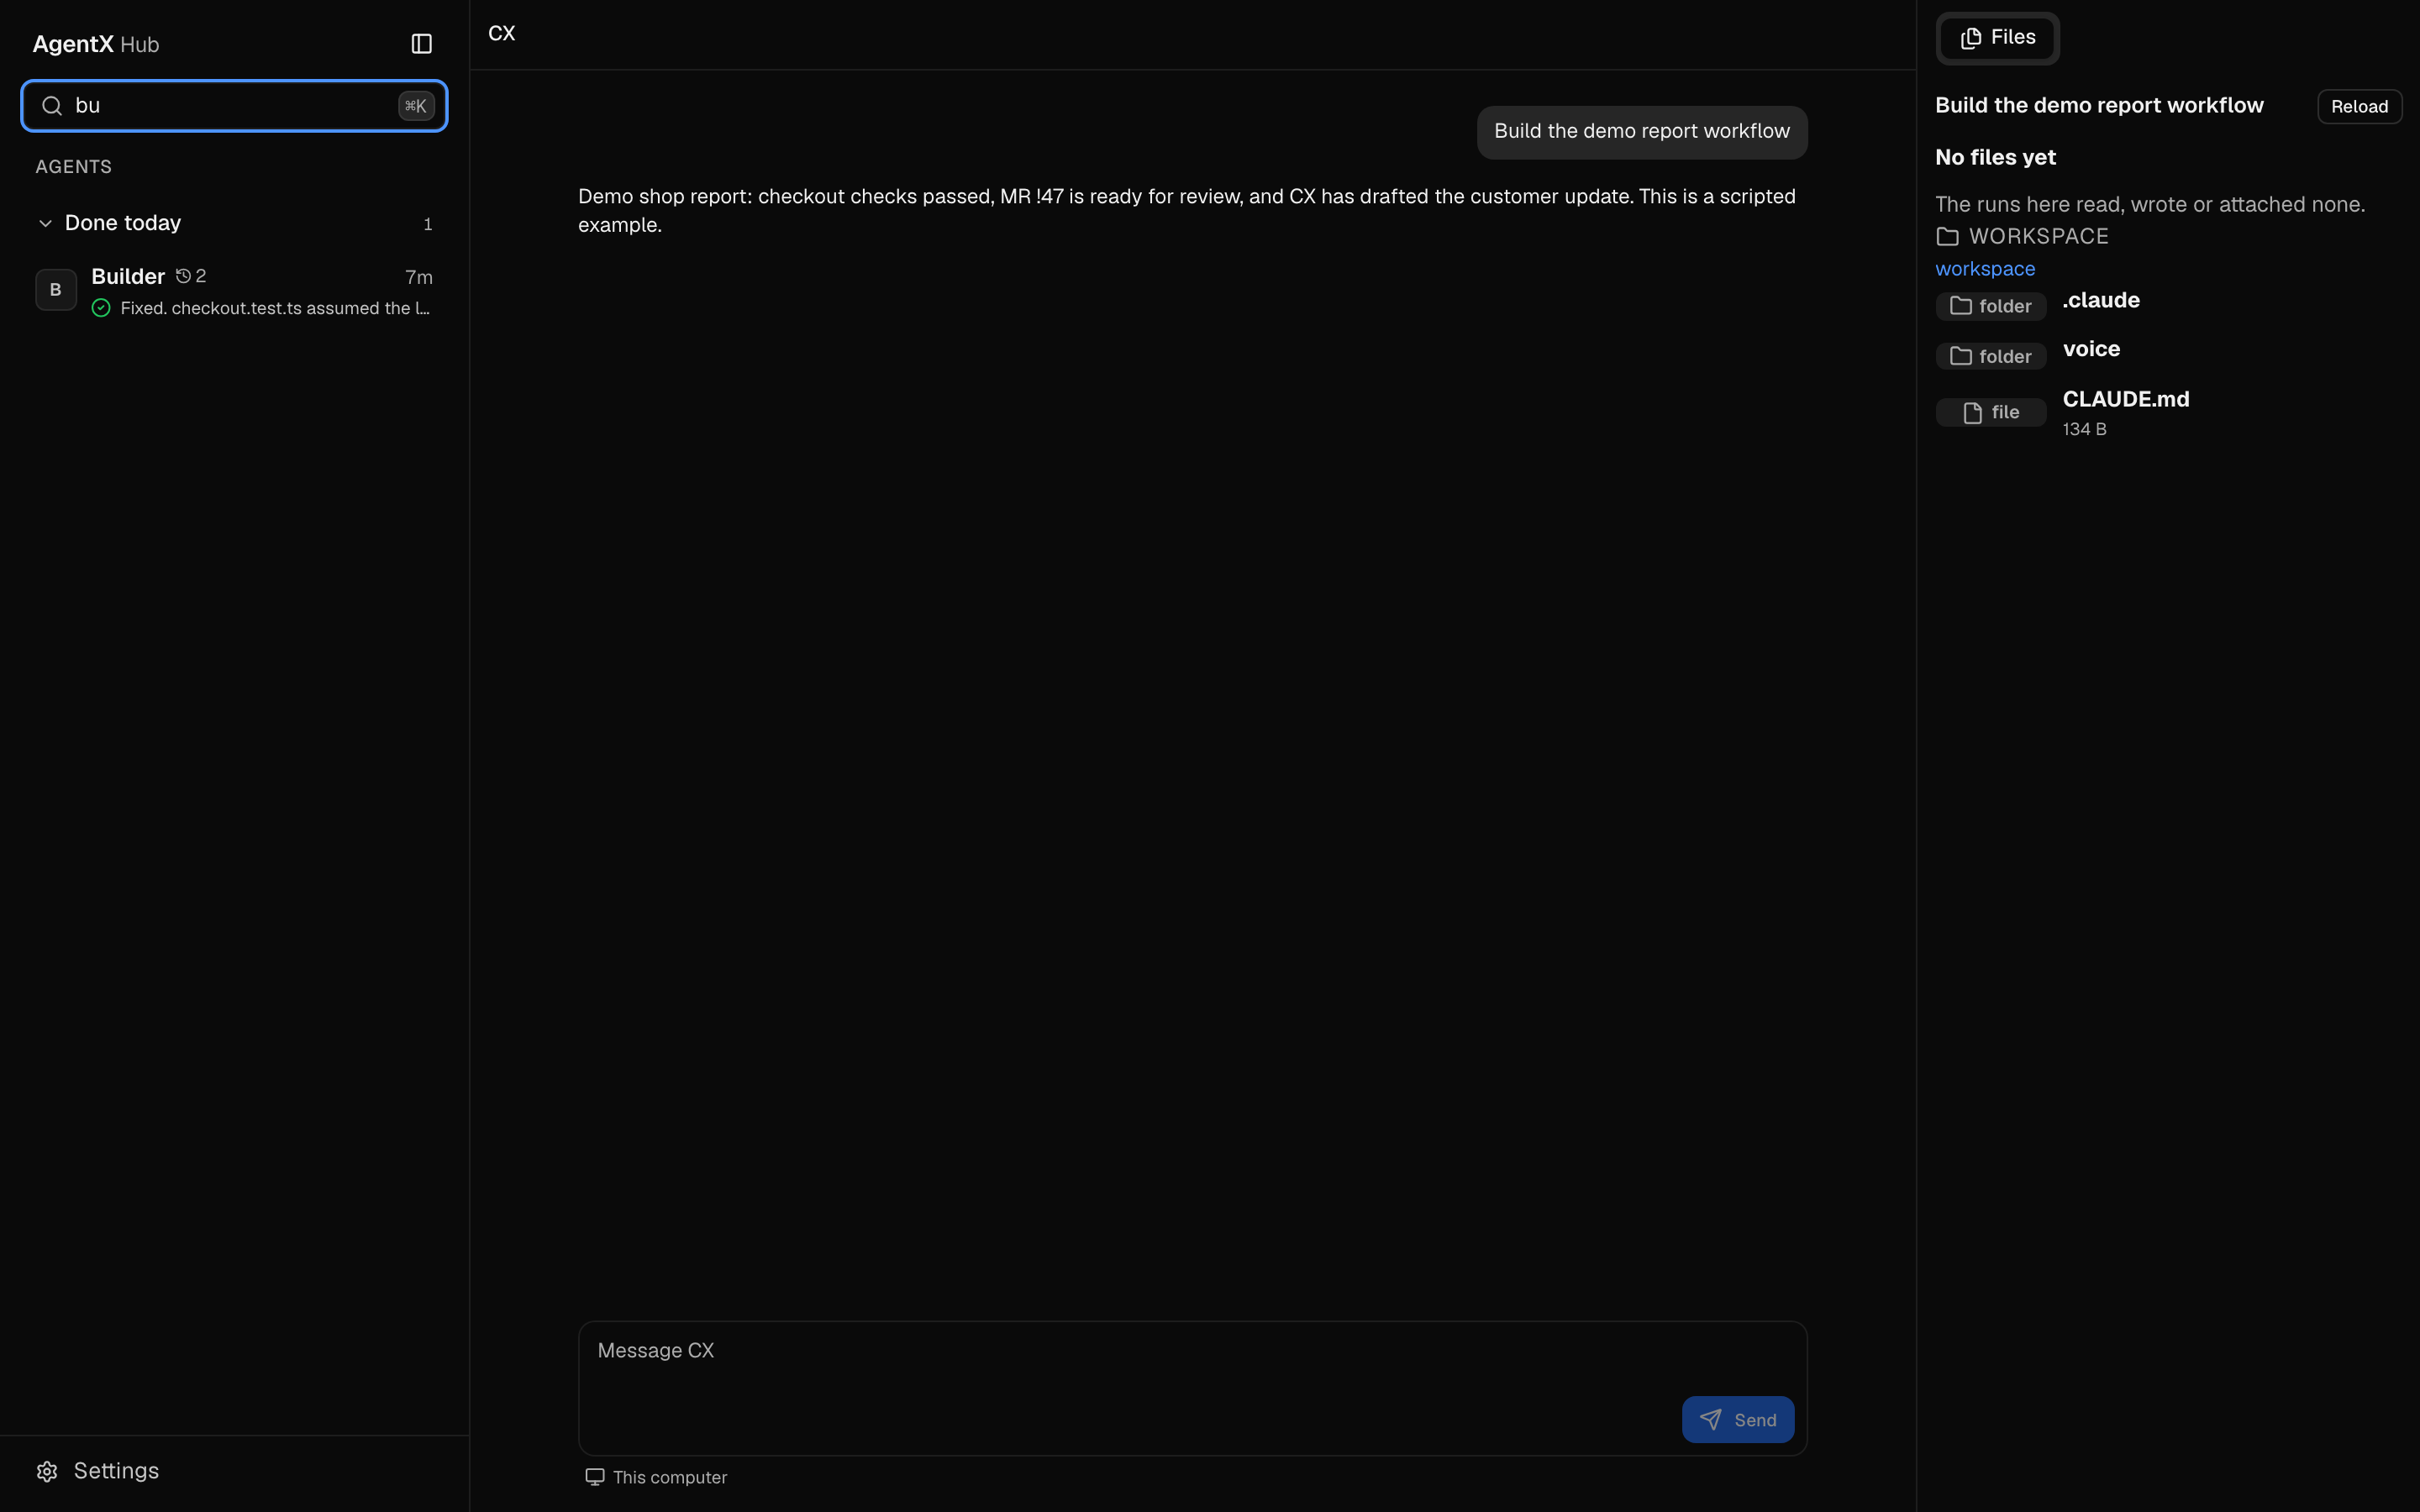 AgentX Hub
bu
⌘K
AGENTS
Done today
1
B
Builder
2
7m
Fixed. checkout.test.ts assumed the l...
Settings
CX
Build the demo report workflow
Demo shop report: checkout checks passed, MR !47 is ready for review, and CX has drafted the customer update. This is a scripted
example.
Message CX
Send
This computer
Files
Build the demo report workflow
Reload
No files yet
The runs here read, wrote or attached none.
WORKSPACE
workspace
folder
.claude
folder
voice
file
CLAUDE.md
134 B